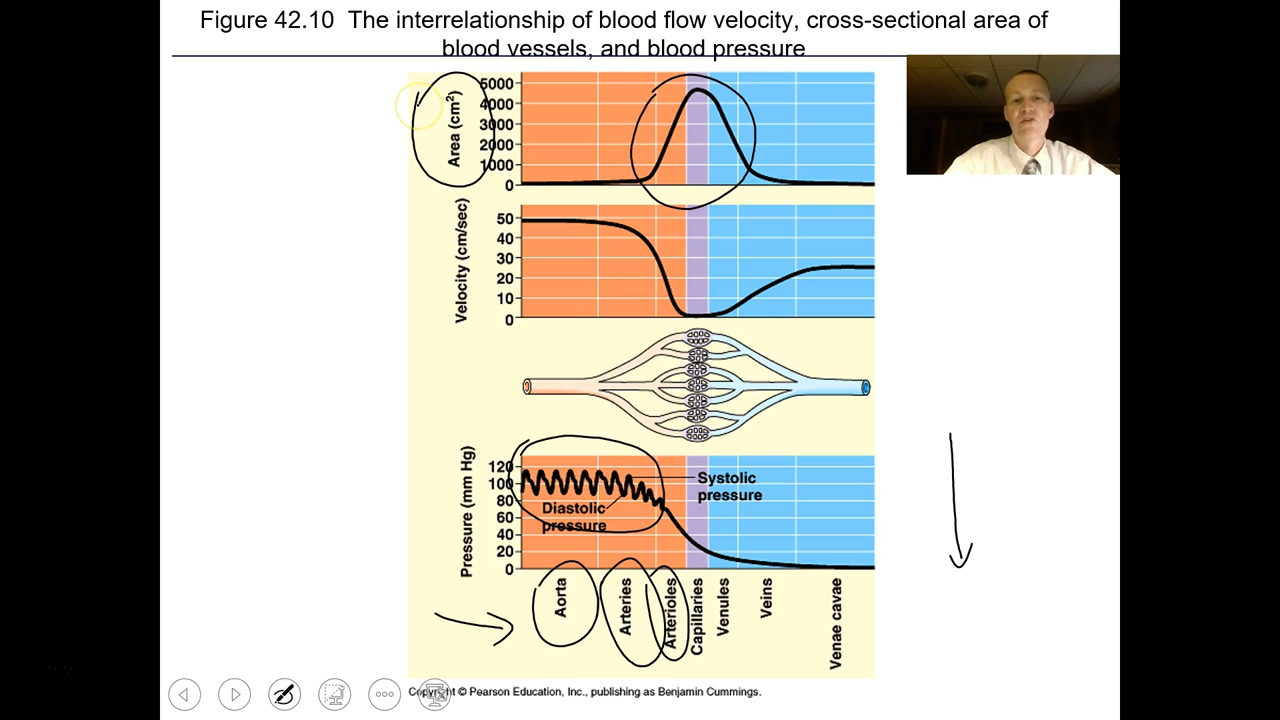 Figure 42.10 The interrelationship of blood flow velocity, cross-sectional area of
blood vessels, and blood pressure
Area (cm²)
5000
4000
3000
2000
1000
0
Velocity (cm/sec)
50
40
30
20
10
0
Pressure (mm Hg)
120
100
80
60
40
20
0
Systolic
pressure
Diastolic
pressure
Aorta
Arteries
Arterioles
Capillaries
Venules
Veins
Venae cavae
Copyright © Pearson Education, Inc., publishing as Benjamin Cummings.